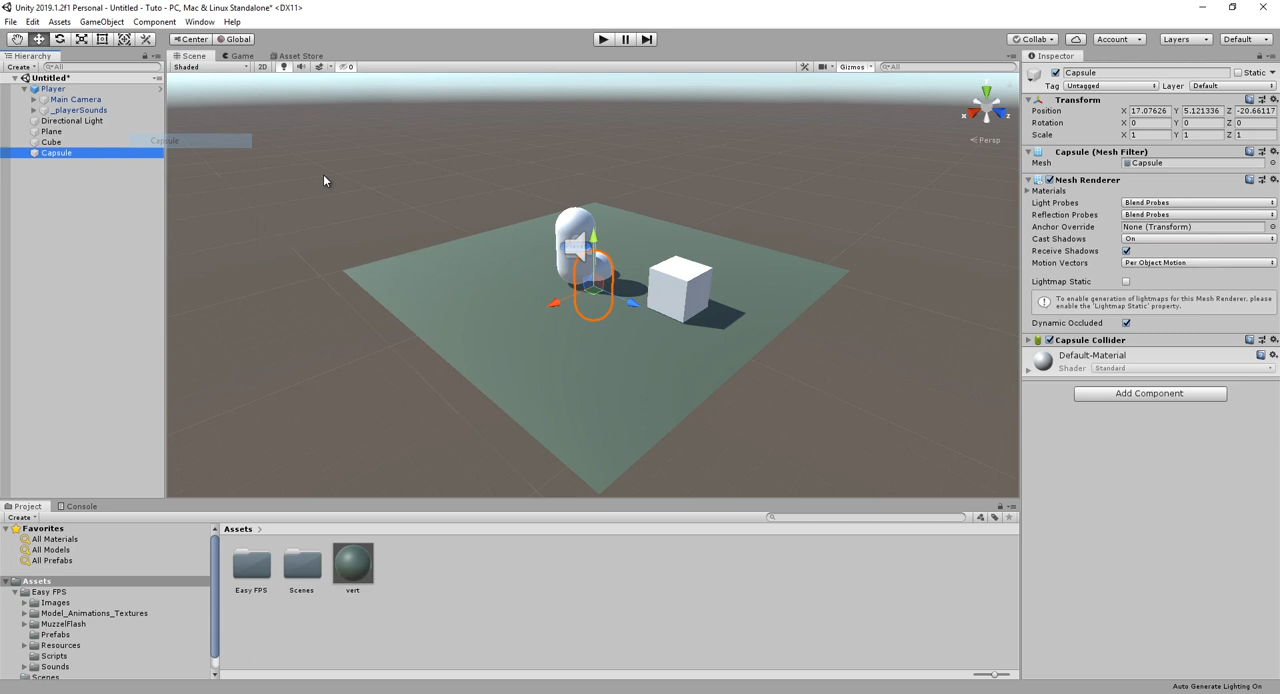 Unity 2019.1.2f1 Personal - Untitled - Tuto - PC, Mac & Linux Standalone* <DX11>
File Edit Assets GameObject Component Window Help
Center Global Collab Account Layers Default
Hierarchy Scene Game Asset Store Inspector
Create All Shaded 2D 0 Gizmos All
Capsule Static
Tag Untagged Layer Default
Untitled*
Player
Main Camera
_playerSounds
Directional Light
Plane
Cube
Capsule
Capsule
y
x z
Persp
Transform
Position X 17.07626 Y 5.121336 Z -20.66117
Rotation X 0 Y 0 Z 0
Scale X 1 Y 1 Z 1
Capsule (Mesh Filter)
Mesh Capsule
Mesh Renderer
Materials
Light Probes Blend Probes
Reflection Probes Blend Probes
Anchor Override None (Transform)
Cast Shadows On
Receive Shadows
Motion Vectors Per Object Motion
Lightmap Static
To enable generation of lightmaps for this Mesh Renderer, please
enable the 'Lightmap Static' property.
Dynamic Occluded
Capsule Collider
Default-Material
Shader Standard
Add Component
Project Console
Create
Favorites
All Materials
All Models
All Prefabs
Assets
Easy FPS
Images
Model_Animations_Textures
MuzzelFlash
Prefabs
Resources
Scripts
Sounds
Scenes
Assets
Easy FPS Scenes vert
Auto Generate Lighting On